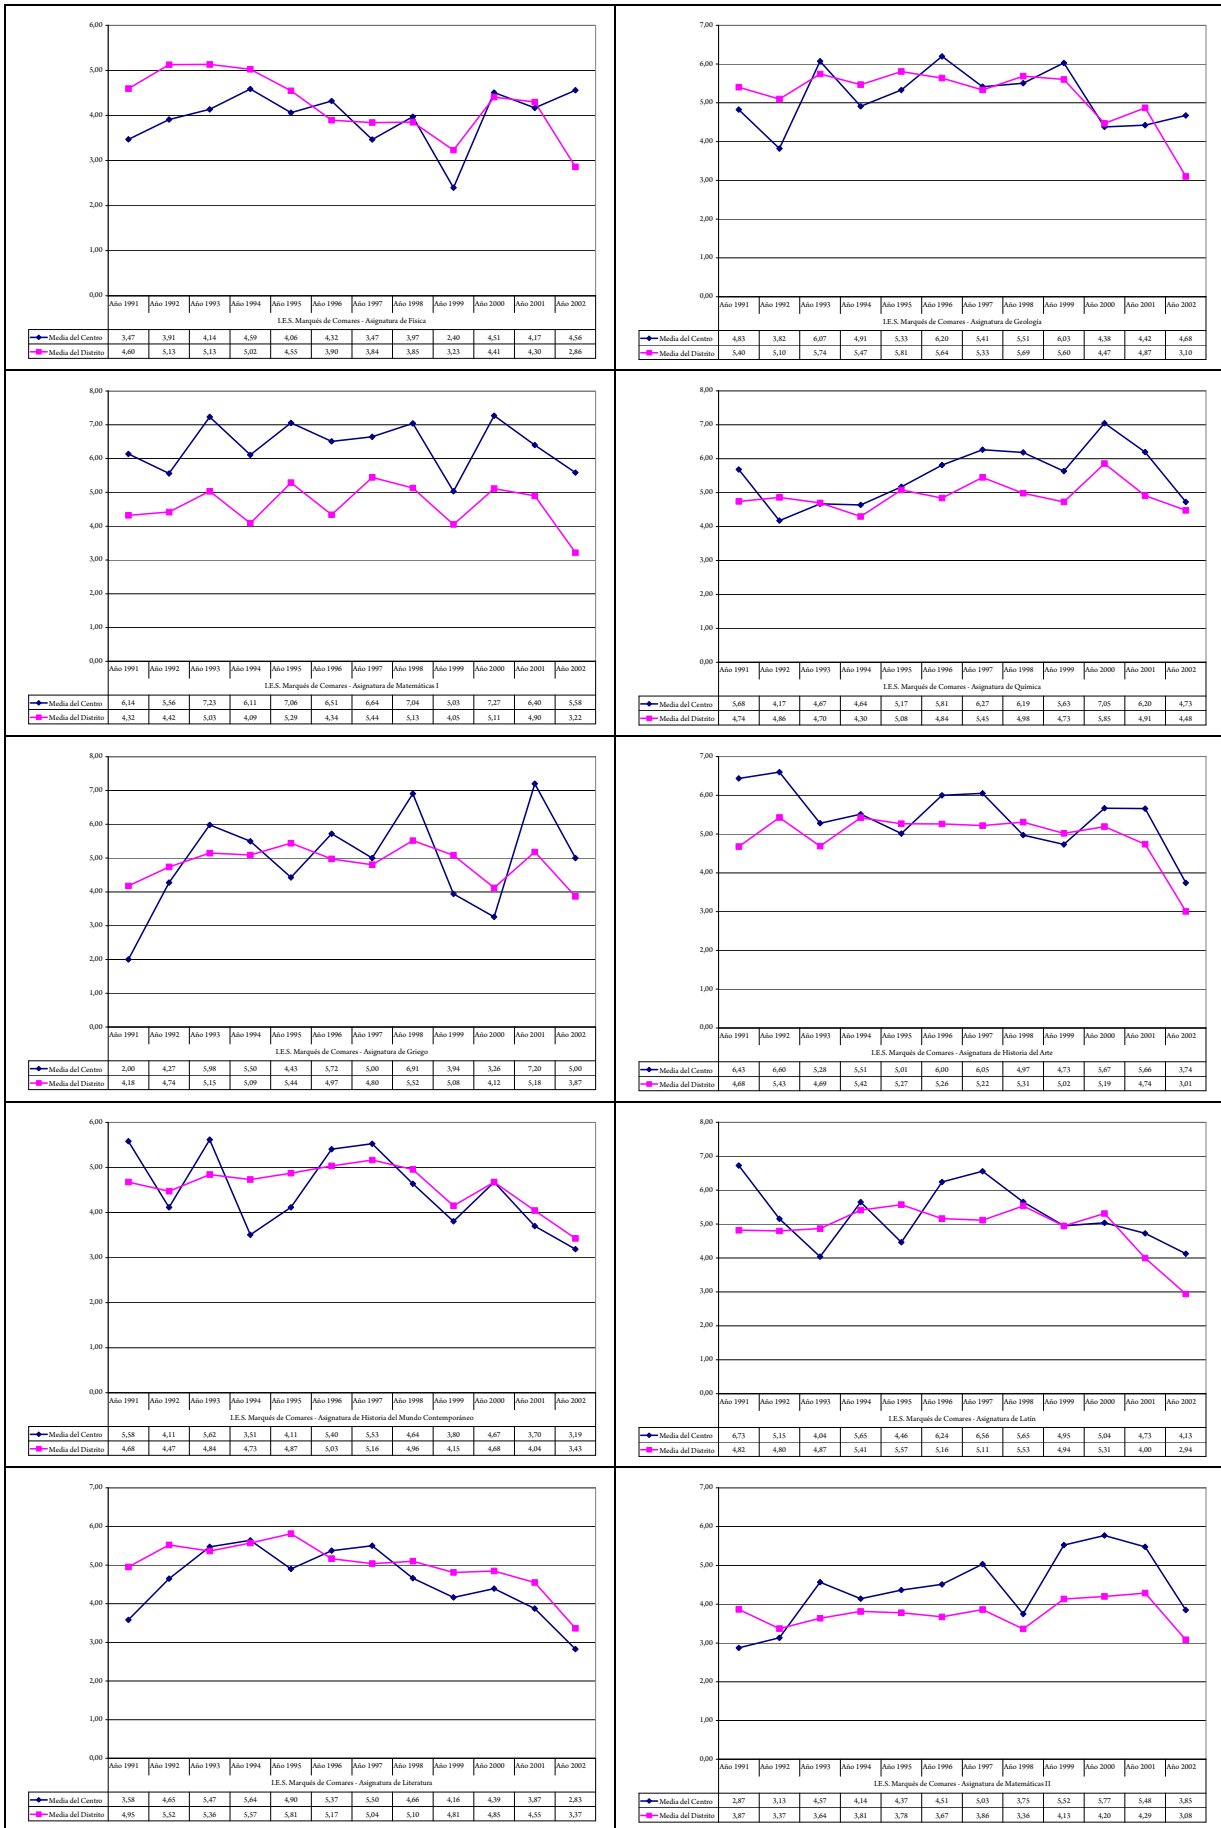 6,00
5,00
4,00
3,00
2,00
1,00
0,00
Año 1991 Año 1992 Año 1993 Año 1994 Año 1995 Año 1996 Año 1997 Año 1998 Año 1999 Año 2000 Año 2001 Año 2002
I.E.S. Marqués de Comares - Asignatura de Física
Media del Centro 3,47 3,91 4,14 4,59 4,06 4,32 3,47 3,97 2,40 4,51 4,17 4,56
Media del Distrito 4,60 5,13 5,13 5,02 4,55 3,90 3,84 3,85 3,23 4,41 4,30 2,86
7,00
6,00
5,00
4,00
3,00
2,00
1,00
0,00
Año 1991 Año 1992 Año 1993 Año 1994 Año 1995 Año 1996 Año 1997 Año 1998 Año 1999 Año 2000 Año 2001 Año 2002
I.E.S. Marqués de Comares - Asignatura de Geología
Media del Centro 4,83 3,82 6,07 4,91 5,33 6,20 5,41 5,51 6,03 4,38 4,42 4,68
Media del Distrito 5,40 5,10 5,74 5,47 5,81 5,64 5,33 5,69 5,60 4,47 4,87 3,10
8,00
7,00
6,00
5,00
4,00
3,00
2,00
1,00
0,00
Año 1991 Año 1992 Año 1993 Año 1994 Año 1995 Año 1996 Año 1997 Año 1998 Año 1999 Año 2000 Año 2001 Año 2002
I.E.S. Marqués de Comares - Asignatura de Matemáticas I
Media del Centro 6,14 5,56 7,23 6,11 7,06 6,51 6,64 7,04 5,03 7,27 6,40 5,58
Media del Distrito 4,32 4,42 5,03 4,09 5,29 4,34 5,44 5,13 4,05 5,11 4,90 3,22
8,00
7,00
6,00
5,00
4,00
3,00
2,00
1,00
0,00
Año 1991 Año 1992 Año 1993 Año 1994 Año 1995 Año 1996 Año 1997 Año 1998 Año 1999 Año 2000 Año 2001 Año 2002
I.E.S. Marqués de Comares - Asignatura de Química
Media del Centro 5,68 4,17 4,67 4,64 5,17 5,81 6,27 6,19 5,63 7,05 6,20 4,73
Media del Distrito 4,74 4,86 4,70 4,30 5,08 4,84 5,45 4,98 4,73 5,85 4,91 4,48
8,00
7,00
6,00
5,00
4,00
3,00
2,00
1,00
0,00
Año 1991 Año 1992 Año 1993 Año 1994 Año 1995 Año 1996 Año 1997 Año 1998 Año 1999 Año 2000 Año 2001 Año 2002
I.E.S. Marqués de Comares - Asignatura de Griego
Media del Centro 2,00 4,27 5,98 5,50 4,43 5,72 5,00 6,91 3,94 3,26 7,20 5,00
Media del Distrito 4,18 4,74 5,15 5,09 5,44 4,97 4,80 5,52 5,08 4,12 5,18 3,87
7,00
6,00
5,00
4,00
3,00
2,00
1,00
0,00
Año 1991 Año 1992 Año 1993 Año 1994 Año 1995 Año 1996 Año 1997 Año 1998 Año 1999 Año 2000 Año 2001 Año 2002
I.E.S. Marqués de Comares - Asignatura de Historia del Arte
Media del Centro 6,43 6,60 5,28 5,51 5,01 6,00 6,05 4,97 4,73 5,67 5,66 3,74
Media del Distrito 4,68 5,43 4,69 5,42 5,27 5,26 5,22 5,31 5,02 5,19 4,74 3,01
6,00
5,00
4,00
3,00
2,00
1,00
0,00
Año 1991 Año 1992 Año 1993 Año 1994 Año 1995 Año 1996 Año 1997 Año 1998 Año 1999 Año 2000 Año 2001 Año 2002
I.E.S. Marqués de Comares - Asignatura de Historia del Mundo Contemporáneo
Media del Centro 5,58 4,11 5,62 3,51 4,11 5,40 5,53 4,64 3,80 4,67 3,70 3,19
Media del Distrito 4,68 4,47 4,84 4,73 4,87 5,03 5,16 4,96 4,15 4,68 4,04 3,43
8,00
7,00
6,00
5,00
4,00
3,00
2,00
1,00
0,00
Año 1991 Año 1992 Año 1993 Año 1994 Año 1995 Año 1996 Año 1997 Año 1998 Año 1999 Año 2000 Año 2001 Año 2002
I.E.S. Marqués de Comares - Asignatura de Latín
Media del Centro 6,73 5,15 4,04 5,65 4,46 6,24 6,56 5,65 4,95 5,04 4,73 4,13
Media del Distrito 4,82 4,80 4,87 5,41 5,57 5,16 5,11 5,53 4,94 5,31 4,00 2,94
7,00
6,00
5,00
4,00
3,00
2,00
1,00
0,00
Año 1991 Año 1992 Año 1993 Año 1994 Año 1995 Año 1996 Año 1997 Año 1998 Año 1999 Año 2000 Año 2001 Año 2002
I.E.S. Marqués de Comares - Asignatura de Literatura
Media del Centro 3,58 4,65 5,47 5,64 4,90 5,37 5,50 4,66 4,16 4,39 3,87 2,83
Media del Distrito 4,95 5,52 5,36 5,57 5,81 5,17 5,04 5,10 4,81 4,85 4,55 3,37
7,00
6,00
5,00
4,00
3,00
2,00
1,00
0,00
Año 1991 Año 1992 Año 1993 Año 1994 Año 1995 Año 1996 Año 1997 Año 1998 Año 1999 Año 2000 Año 2001 Año 2002
I.E.S. Marqués de Comares - Asignatura de Matemáticas II
Media del Centro 2,87 3,13 4,57 4,14 4,37 4,51 5,03 3,75 5,52 5,77 5,48 3,85
Media del Distrito 3,87 3,37 3,64 3,81 3,78 3,67 3,86 3,36 4,13 4,20 4,29 3,08